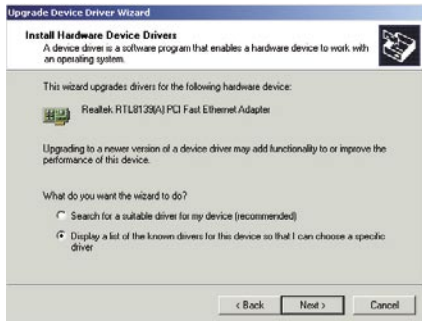 Upgrade Device Driver Wizard
Install Hardware Device Drivers
A device driver is a software program that enables a hardware device to work with
an operating system.
This wizard upgrades drivers for the following hardware device:
Realtek RTL8139(A) PCI Fast Ethernet Adapter
Upgrading to a newer version of a device driver may add functionality to or improve the
performance of this device.
What do you want the wizard to do?
Search for a suitable driver for my device (recommended)
Display a list of the known drivers for this device so that I can choose a specific
driver
< Back
Next >
Cancel